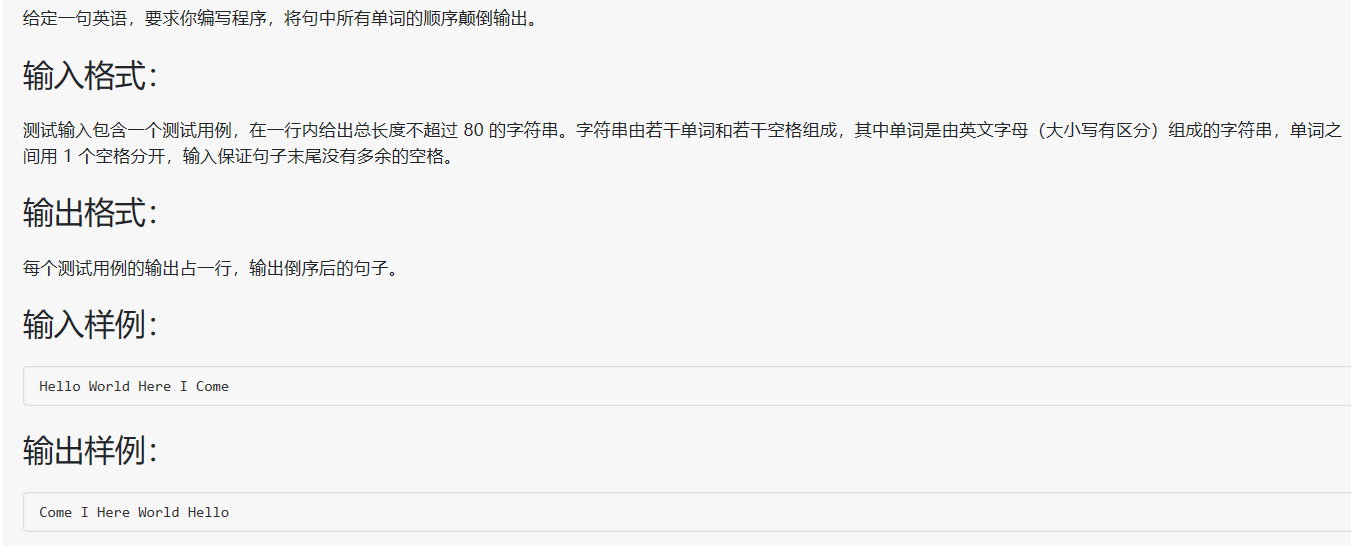 给定一句英语，要求你编写程序，将句中所有单词的顺序颠倒输出。
输入格式：
测试输入包含一个测试用例，在一行内给出总长度不超过 80 的字符串。字符串由若干单词和若干空格组成，其中单词是由英文字母（大小写有区分）组成的字符串，单词之
间用 1 个空格分开，输入保证句子末尾没有多余的空格。
输出格式：
每个测试用例的输出占一行，输出倒序后的句子。
输入样例：
Hello World Here I Come
输出样例：
Come I Here World Hello